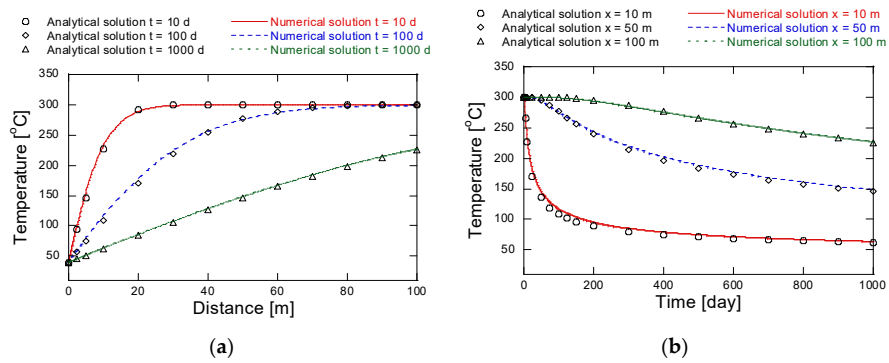 Analytical solution t = 10 d Numerical solution t = 10 d
Analytical solution t = 100 d Numerical solution t = 100 d
Analytical solution t = 1000 d Numerical solution t = 1000 d
350
300
250
200
150
100
50
Temperature [°C]
0 20 40 60 80 100
Distance [m]
(a)
Analytical solution x = 10 m Numerical solution x = 10 m
Analytical solution x = 50 m Numerical solution x = 50 m
Analytical solution x = 100 m Numerical solution x = 100 m
350
300
250
200
150
100
50
Temperature [°C]
0 200 400 600 800 1000
Time [day]
(b)